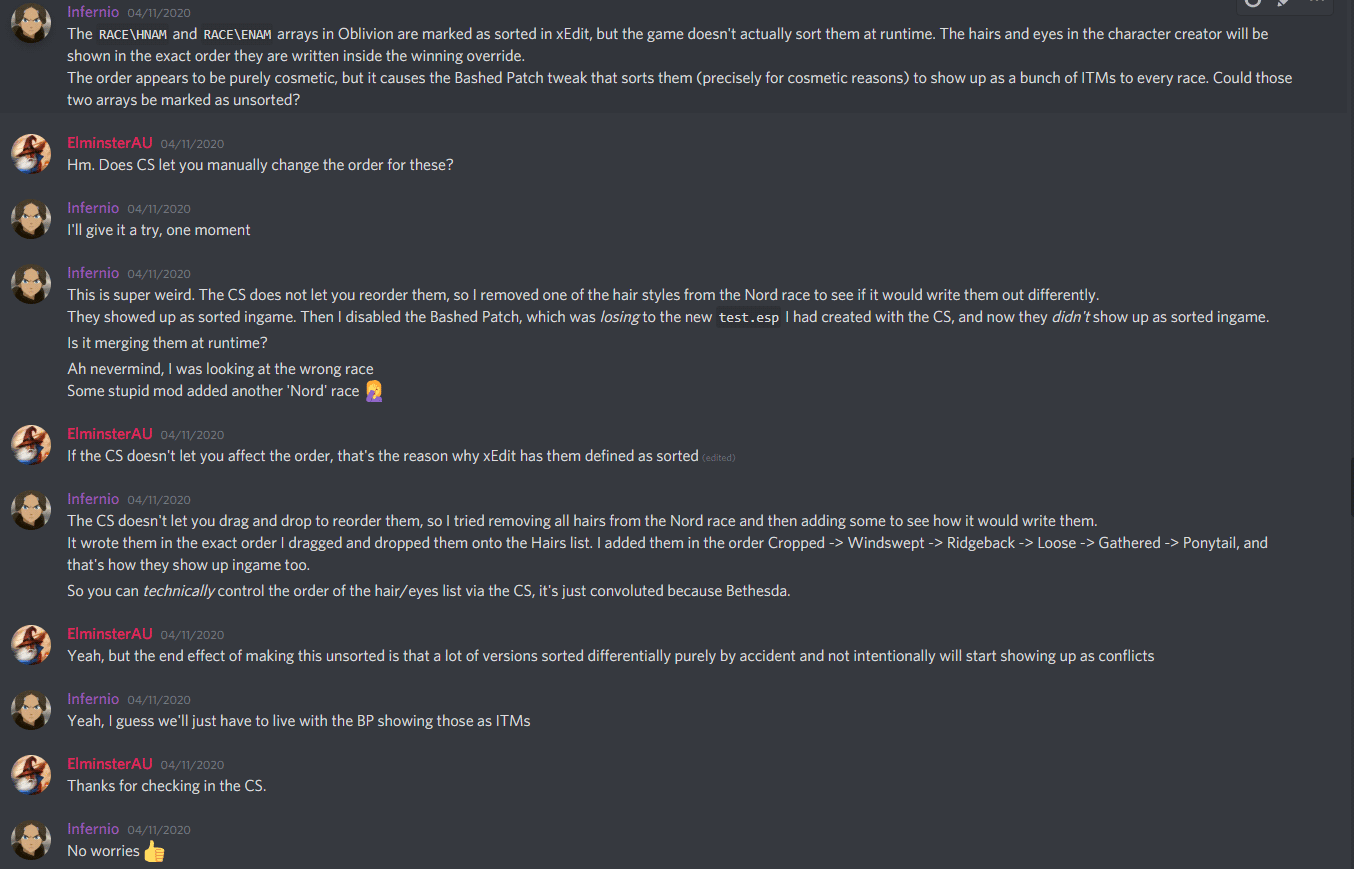 Infernio 04/11/2020
The RACE\HNAM and RACE\ENAM arrays in Oblivion are marked as sorted in xEdit, but the game doesn't actually sort them at runtime. The hairs and eyes in the character creator will be
shown in the exact order they are written inside the winning override.
The order appears to be purely cosmetic, but it causes the Bashed Patch tweak that sorts them (precisely for cosmetic reasons) to show up as a bunch of ITMs to every race. Could those
two arrays be marked as unsorted?
ElminsterAU 04/11/2020
Hm. Does CS let you manually change the order for these?
Infernio 04/11/2020
I'll give it a try, one moment
Infernio 04/11/2020
This is super weird. The CS does not let you reorder them, so I removed one of the hair styles from the Nord race to see if it would write them out differently.
They showed up as sorted ingame. Then I disabled the Bashed Patch, which was losing to the new test.esp I had created with the CS, and now they didn't show up as sorted ingame.
Is it merging them at runtime?
Ah nevermind, I was looking at the wrong race
Some stupid mod added another 'Nord' race 🤦
ElminsterAU 04/11/2020
If the CS doesn't let you affect the order, that's the reason why xEdit has them defined as sorted (edited)
Infernio 04/11/2020
The CS doesn't let you drag and drop to reorder them, so I tried removing all hairs from the Nord race and then adding some to see how it would write them.
It wrote them in the exact order I dragged and dropped them onto the Hairs list. I added them in the order Cropped -> Windswept -> Ridgeback -> Loose -> Gathered -> Ponytail, and
that's how they show up ingame too.
So you can technically control the order of the hair/eyes list via the CS, it's just convoluted because Bethesda.
ElminsterAU 04/11/2020
Yeah, but the end effect of making this unsorted is that a lot of versions sorted differentially purely by accident and not intentionally will start showing up as conflicts
Infernio 04/11/2020
Yeah, I guess we'll just have to live with the BP showing those as ITMs
ElminsterAU 04/11/2020
Thanks for checking in the CS.
Infernio 04/11/2020
No worries 👍